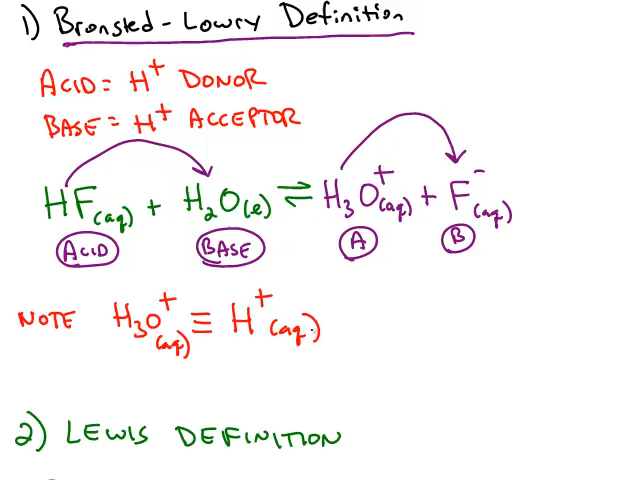 1) Bronsted-Lowry Definition
ACID = H⁺ DONOR
BASE = H⁺ ACCEPTOR
HF(aq) + H₂O(l) ⇌ H₃O⁺(aq) + F⁻(aq)
ACID BASE A B
NOTE H₃O⁺(aq) ≡ H⁺(aq)
2) LEWIS DEFINITION